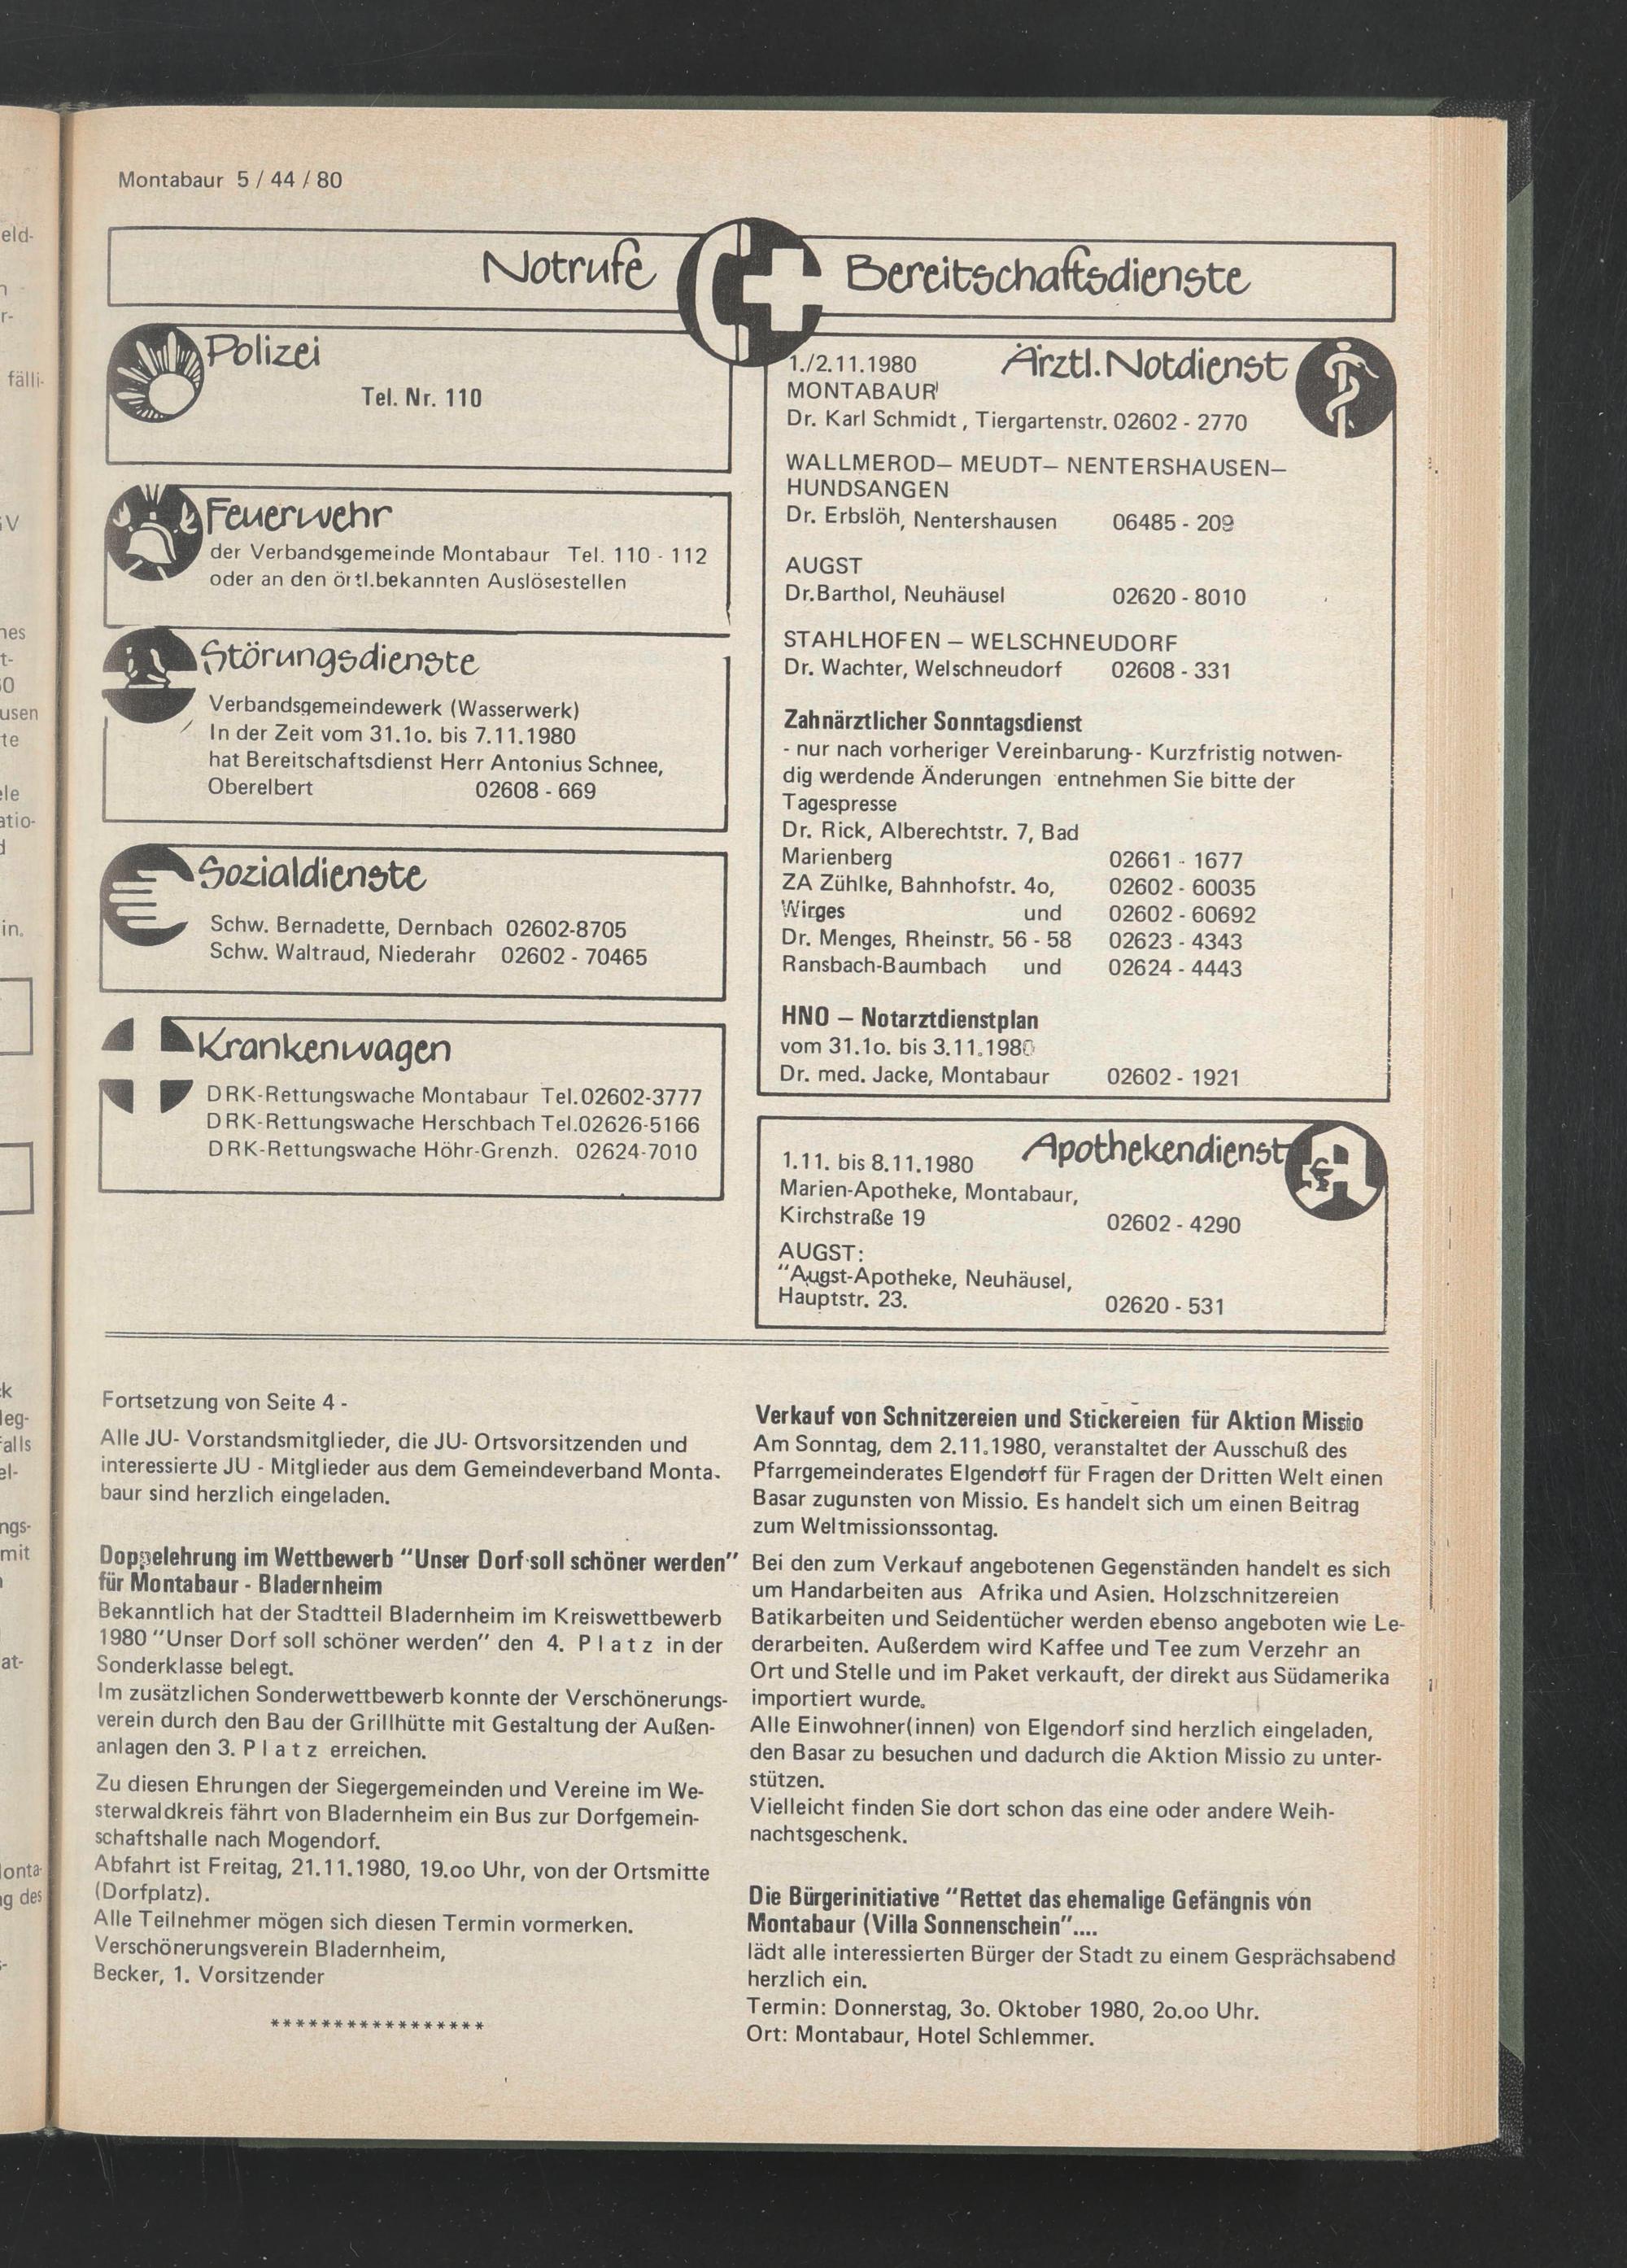 Montabaur 5 / 44 / 80
Notrufe
Bereitschaftsdienste
Polizei
Tel. Nr. 110
Feuerwehr
der Verbandsgemeinde Montabaur Tel. 110 - 112
oder an den örtl.bekannten Auslösestellen
Störungsdienste
Verbandsgemeindewerk (Wasserwerk)
In der Zeit vom 31.1o. bis 7.11.1980
hat Bereitschaftsdienst Herr Antonius Schnee,
Oberelbert 02608 - 669
Sozialdienste
Schw. Bernadette, Dernbach 02602-8705
Schw. Waltraud, Niederahr 02602 - 70465
Krankenwagen
DRK-Rettungswache Montabaur Tel.02602-3777
DRK-Rettungswache Herschbach Tel.02626-5166
DRK-Rettungswache Höhr-Grenzh. 02624-7010
1./2.11.1980 Ärztl. Notdienst
MONTABAUR
Dr. Karl Schmidt , Tiergartenstr. 02602 - 2770
WALLMEROD— MEUDT— NENTERSHAUSEN—
HUNDSANGEN
Dr. Erbslöh, Nentershausen 06485 - 209
AUGST
Dr.Barthol, Neuhäusel 02620 - 8010
STAHLHOFEN — WELSCHNEUDORF
Dr. Wachter, Welschneudorf 02608 - 331
Zahnärztlicher Sonntagsdienst
- nur nach vorheriger Vereinbarung-- Kurzfristig notwen-
dig werdende Änderungen entnehmen Sie bitte der
Tagespresse
Dr. Rick, Alberechtstr. 7, Bad
Marienberg 02661 - 1677
ZA Zühlke, Bahnhofstr. 4o, 02602 - 60035
Wirges und 02602 - 60692
Dr. Menges, Rheinstr. 56 - 58 02623 - 4343
Ransbach-Baumbach und 02624 - 4443
HNO — Notarztdienstplan
vom 31.1o. bis 3.11.1980
Dr. med. Jacke, Montabaur 02602 - 1921
Apothekendienst
1.11. bis 8.11.1980
Marien-Apotheke, Montabaur,
Kirchstraße 19 02602 - 4290
AUGST:
"Augst-Apotheke, Neuhäusel,
Hauptstr. 23. 02620 - 531
Fortsetzung von Seite 4 -
Alle JU- Vorstandsmitglieder, die JU- Ortsvorsitzenden und
interessierte JU - Mitglieder aus dem Gemeindeverband Monta-
baur sind herzlich eingeladen.
Doppelehrung im Wettbewerb "Unser Dorf soll schöner werden"
für Montabaur - Bladernheim
Bekanntlich hat der Stadtteil Bladernheim im Kreiswettbewerb
1980 "Unser Dorf soll schöner werden" den 4. P l a t z in der
Sonderklasse belegt.
Im zusätzlichen Sonderwettbewerb konnte der Verschönerungs-
verein durch den Bau der Grillhütte mit Gestaltung der Außen-
anlagen den 3. P l a t z erreichen.
Zu diesen Ehrungen der Siegergemeinden und Vereine im We-
sterwaldkreis fährt von Bladernheim ein Bus zur Dorfgemein-
schaftshalle nach Mogendorf.
Abfahrt ist Freitag, 21.11.1980, 19.oo Uhr, von der Ortsmitte
(Dorfplatz).
Alle Teilnehmer mögen sich diesen Termin vormerken.
Verschönerungsverein Bladernheim,
Becker, 1. Vorsitzender
*****************
Verkauf von Schnitzereien und Stickereien für Aktion Missio
Am Sonntag, dem 2.11.1980, veranstaltet der Ausschuß des
Pfarrgemeinderates Elgendorf für Fragen der Dritten Welt einen
Basar zugunsten von Missio. Es handelt sich um einen Beitrag
zum Weltmissionssontag.
Bei den zum Verkauf angebotenen Gegenständen handelt es sich
um Handarbeiten aus Afrika und Asien. Holzschnitzereien
Batikarbeiten und Seidentücher werden ebenso angeboten wie Le-
derarbeiten. Außerdem wird Kaffee und Tee zum Verzehr an
Ort und Stelle und im Paket verkauft, der direkt aus Südamerika
importiert wurde.
Alle Einwohner(innen) von Elgendorf sind herzlich eingeladen,
den Basar zu besuchen und dadurch die Aktion Missio zu unter-
stützen.
Vielleicht finden Sie dort schon das eine oder andere Weih-
nachtsgeschenk.
Die Bürgerinitiative "Rettet das ehemalige Gefängnis von
Montabaur (Villa Sonnenschein"....
lädt alle interessierten Bürger der Stadt zu einem Gesprächsabend
herzlich ein.
Termin: Donnerstag, 3o. Oktober 1980, 2o.oo Uhr.
Ort: Montabaur, Hotel Schlemmer.